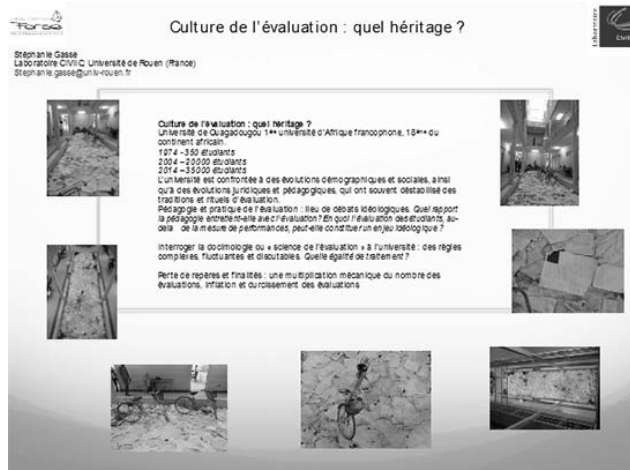 Force
Culture de l'évaluation : quel héritage ?
Laboratoire
Civiic
Stéphanie Gasse
Laboratoire CIVIIC, Université de Rouen (France)
Stephanie.gasse@univ-rouen.fr
Culture de l'évaluation : quel héritage ?
Université de Ouagadougou 1ère université d'Afrique francophone, 15ème du
continent africain.
1974 - 350 étudiants
2004 - 20000 étudiants
2014 - 35000 étudiants
L'université est confrontée à des évolutions démographiques et sociales, ainsi
qu'à des évolutions juridiques et pédagogiques, qui ont souvent déstabilisé des
traditions et rituels d'évaluation.
Pédagogie et pratique de l'évaluation : lieu de débats idéologiques. Quel rapport
la pédagogie entretient-elle avec l'évaluation ? En quoi l'évaluation des étudiants, au-
delà de la mesure de performances, peut-elle constituer un enjeu idéologique ?
Interroger la docimologie ou « science de l'évaluation » à l'université : des règles
complexes, fluctuantes et discutables. Quelle égalité de traitement ?
Perte de repères et finalités : une multiplication mécanique du nombre des
évaluations, inflation et durcissement des évaluations